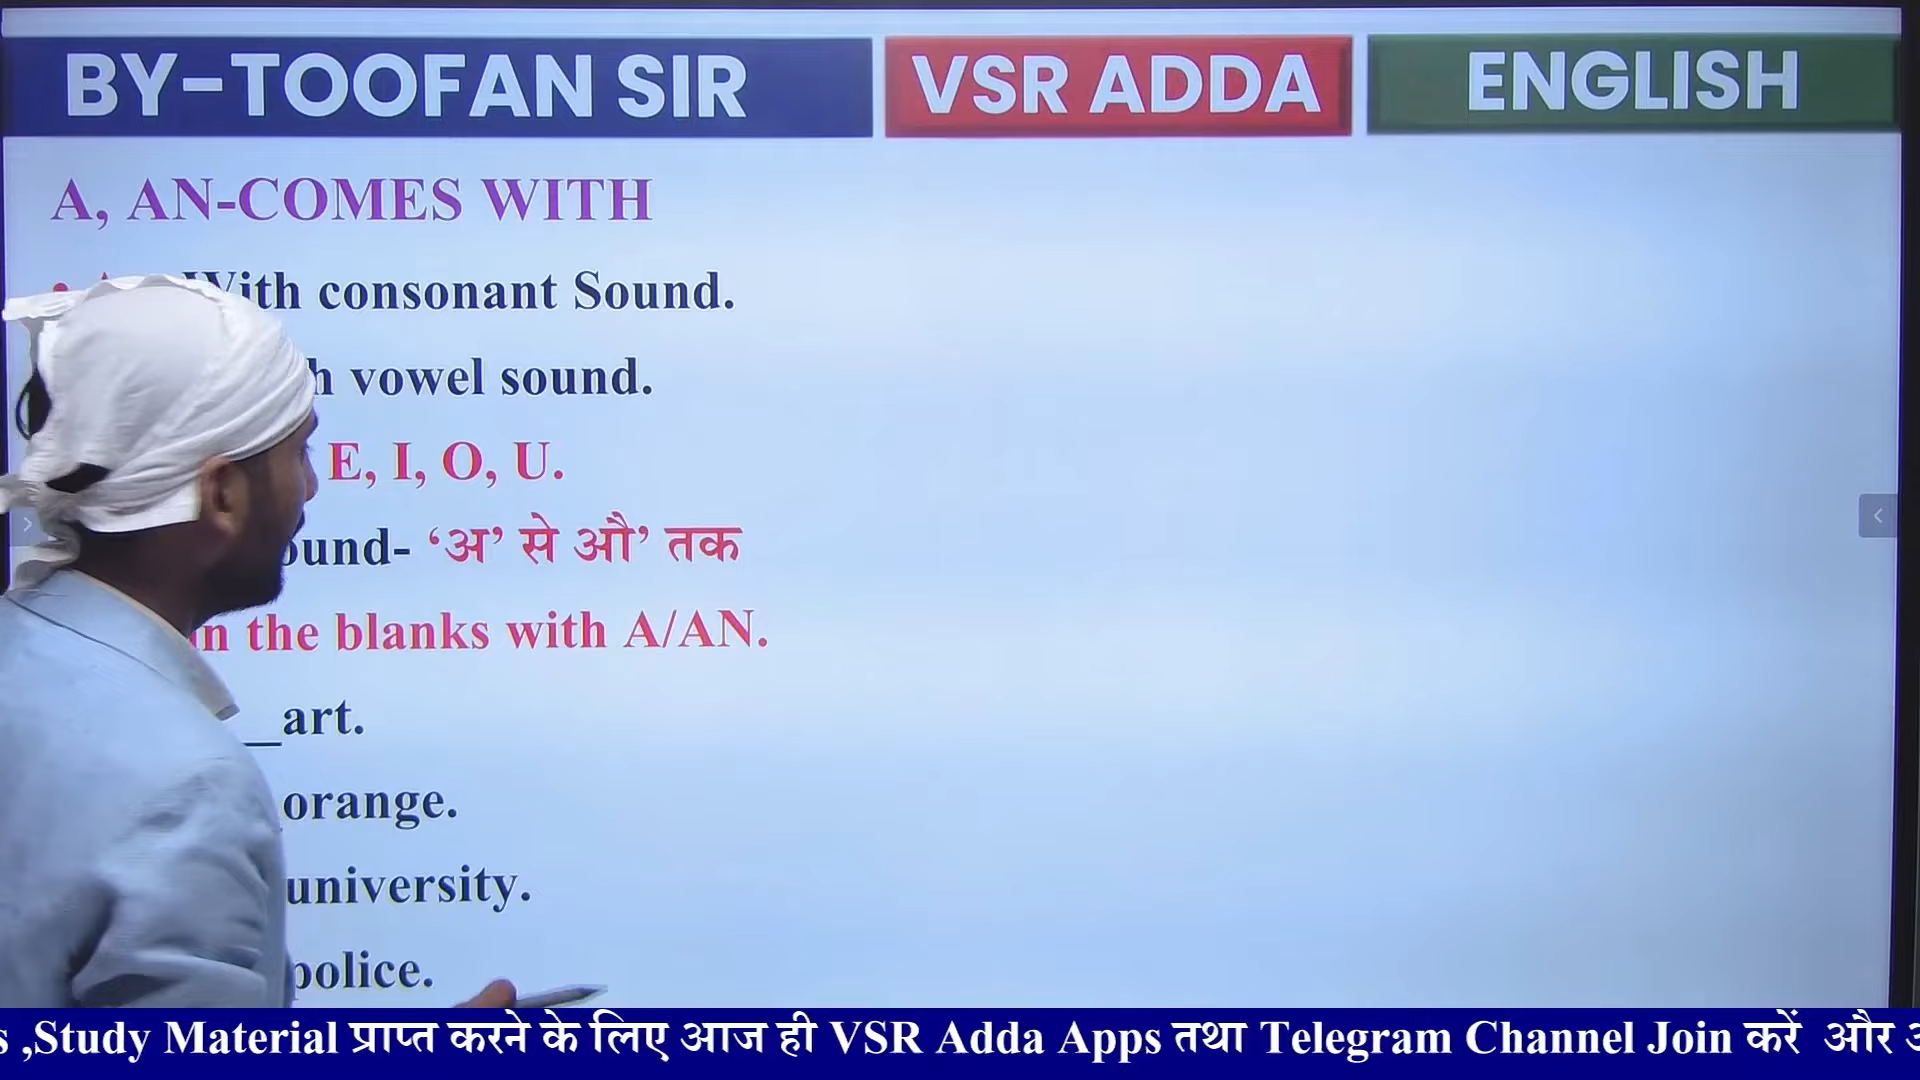 BY-TOOFAN SIR
VSR ADDA
ENGLISH
A, AN-COMES WITH
With consonant Sound.
vowel sound.
E, I, O, U.
‘अ’ से औ’ तक
in the blanks with A/AN.
art.
orange.
university.
police.
,Study Material प्राप्त करने के लिए आज ही VSR Adda Apps तथा Telegram Channel Join करें और